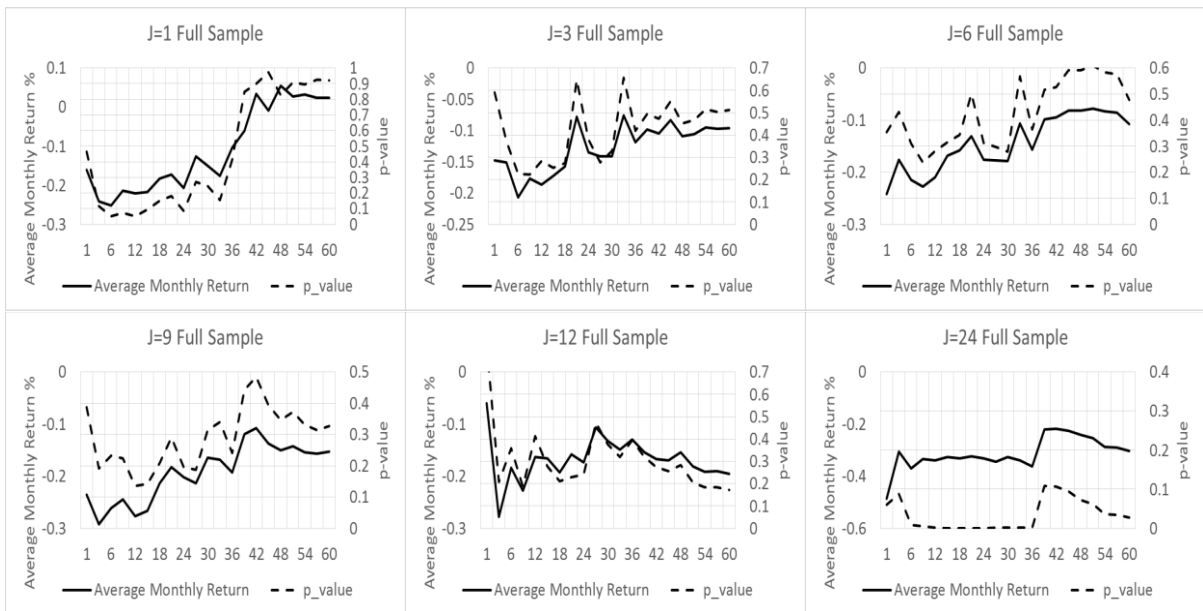 J=1 Full Sample
Average Monthly Return %
0.1
0
-0.1
-0.2
-0.3
1
0.9
0.8
0.7
0.6
0.5
0.4
0.3
0.2
0.1
0
p-value
1 6 12 18 24 30 36 42 48 54 60
Average Monthly Return p_value
J=3 Full Sample
Average Monthly Return %
0
-0.05
-0.1
-0.15
-0.2
-0.25
0.7
0.6
0.5
0.4
0.3
0.2
0.1
0
p-value
1 6 12 18 24 30 36 42 48 54 60
Average Monthly Return p_value
J=6 Full Sample
Average Monthly Return %
0
-0.1
-0.2
-0.3
0.6
0.5
0.4
0.3
0.2
0.1
0
p-value
1 6 12 18 24 30 36 42 48 54 60
Average Monthly Return p_value
J=9 Full Sample
Average Monthly Return %
0
-0.1
-0.2
-0.3
0.5
0.4
0.3
0.2
0.1
0
p-value
1 6 12 18 24 30 36 42 48 54 60
Average Monthly Return p_value
J=12 Full Sample
Average Monthly Return %
0
-0.1
-0.2
-0.3
0.7
0.6
0.5
0.4
0.3
0.2
0.1
0
p-value
1 6 12 18 24 30 36 42 48 54 60
Average Monthly Return p_value
J=24 Full Sample
Average Monthly Return %
0
-0.2
-0.4
-0.6
0.4
0.3
0.2
0.1
0
p-value
1 6 12 18 24 30 36 42 48 54 60
Average Monthly Return p_value